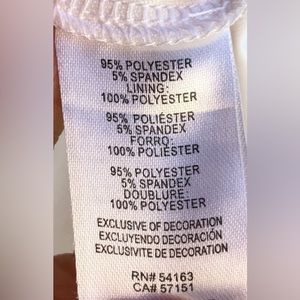 95% POLYESTER
5% SPANDEX
LINING:
100% POLYESTER
95% POLIÉSTER
5% SPANDEX
FORRO:
100% POLIÉSTER
95% POLYESTER
5% SPANDEX
DOUBLURE:
100% POLYESTER
EXCLUSIVE OF DECORATION
EXCLUYENDO DECORACIÓN
EXCLUSIVITE DE DECORATION
RN# 54163
CA# 57151